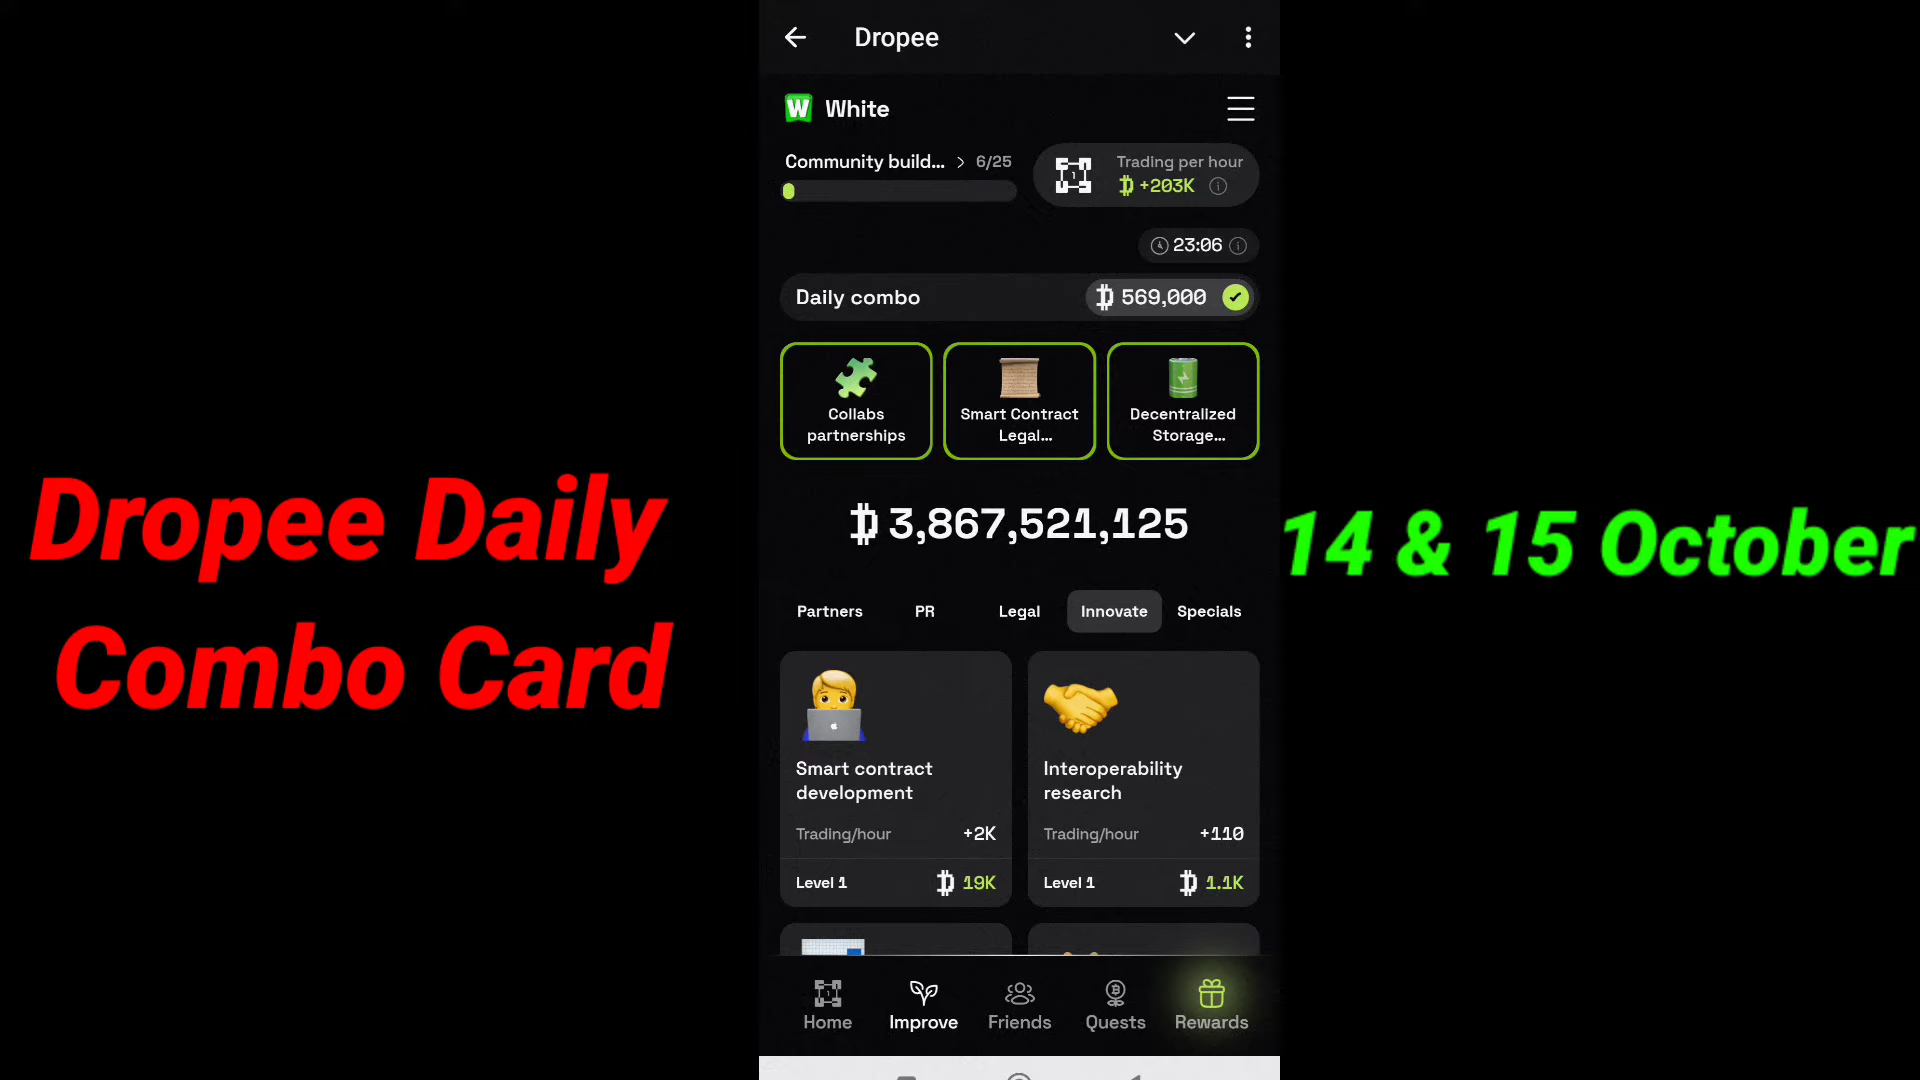 Dropee
W White
Community build... > 6/25
Trading per hour
+203K
23:06
Daily combo
569,000
Collabs
partnerships
Smart Contract
Legal...
Decentralized
Storage...
3,867,521,125
Dropee Daily
Combo Card
14 & 15 October
Partners PR Legal Innovate Specials
Smart contract
development
Trading/hour +2K
Level 1 19K
Interoperability
research
Trading/hour +110
Level 1 1.1K
Home Improve Friends Quests Rewards